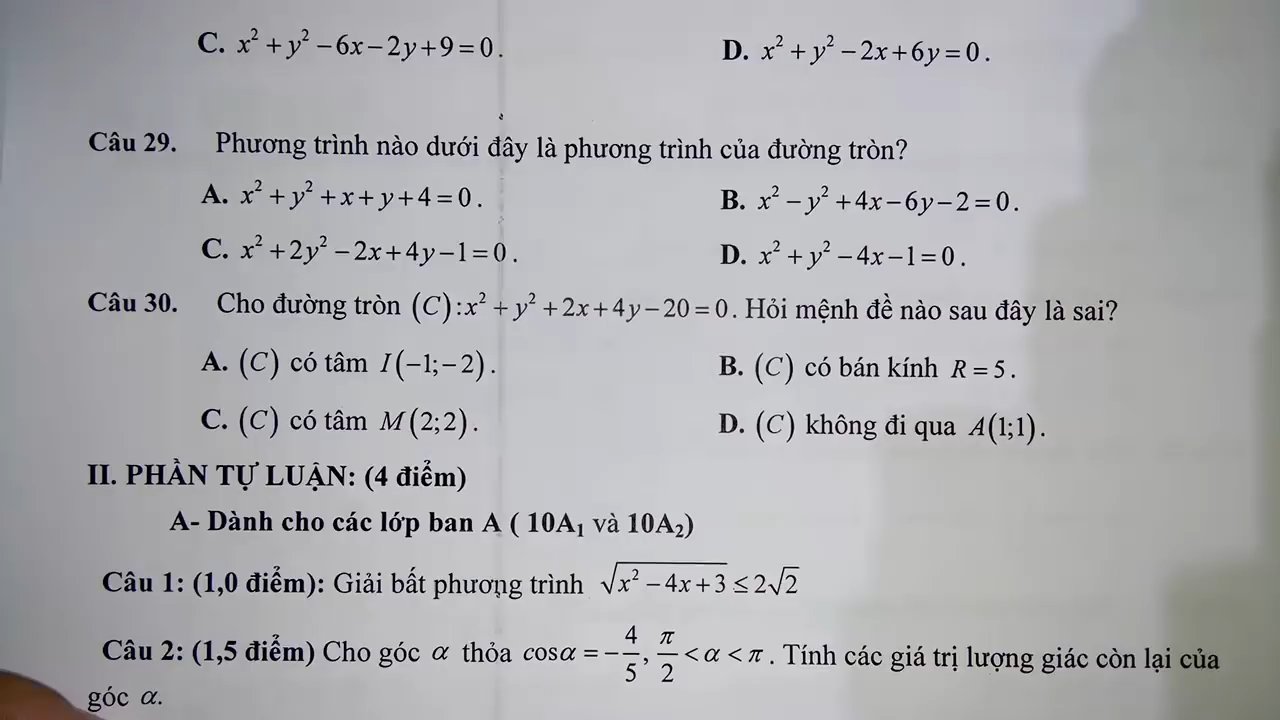 C. x² + y² − 6x − 2y + 9 = 0. D. x² + y² − 2x + 6y = 0.
Câu 29. Phương trình nào dưới đây là phương trình của đường tròn?
A. x² + y² + x + y + 4 = 0. B. x² − y² + 4x − 6y − 2 = 0.
C. x² + 2y² − 2x + 4y − 1 = 0. D. x² + y² − 4x − 1 = 0.
Câu 30. Cho đường tròn (C): x² + y² + 2x + 4y − 20 = 0. Hỏi mệnh đề nào sau đây là sai?
A. (C) có tâm I(−1;−2). B. (C) có bán kính R = 5.
C. (C) có tâm M(2;2). D. (C) không đi qua A(1;1).
II. PHẦN TỰ LUẬN: (4 điểm)
A- Dành cho các lớp ban A ( 10A₁ và 10A₂)
Câu 1: (1,0 điểm): Giải bất phương trình √(x² − 4x + 3) ≤ 2√2
Câu 2: (1,5 điểm) Cho góc α thỏa cosα = −4/5, π/2 < α < π. Tính các giá trị lượng giác còn lại của
góc α.